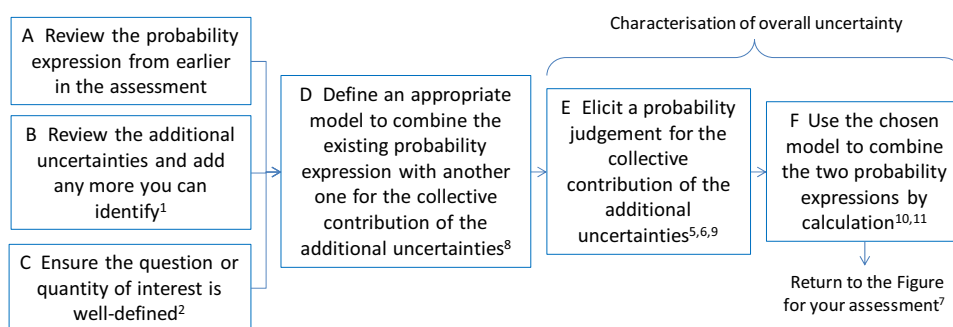 Characterisation of overall uncertainty
A Review the probability
expression from earlier
in the assessment
B Review the additional
uncertainties and add
any more you can
identify1
C Ensure the question or
quantity of interest is
well-defined2
D Define an appropriate
model to combine the
existing probability
expression with another
one for the collective
contribution of the
additional uncertainties8
E Elicit a probability
judgement for the
collective
contribution of the
additional
uncertainties5,6,9
F Use the chosen
model to combine
the two probability
expressions by
calculation10,11
Return to the Figure
for your assessment7